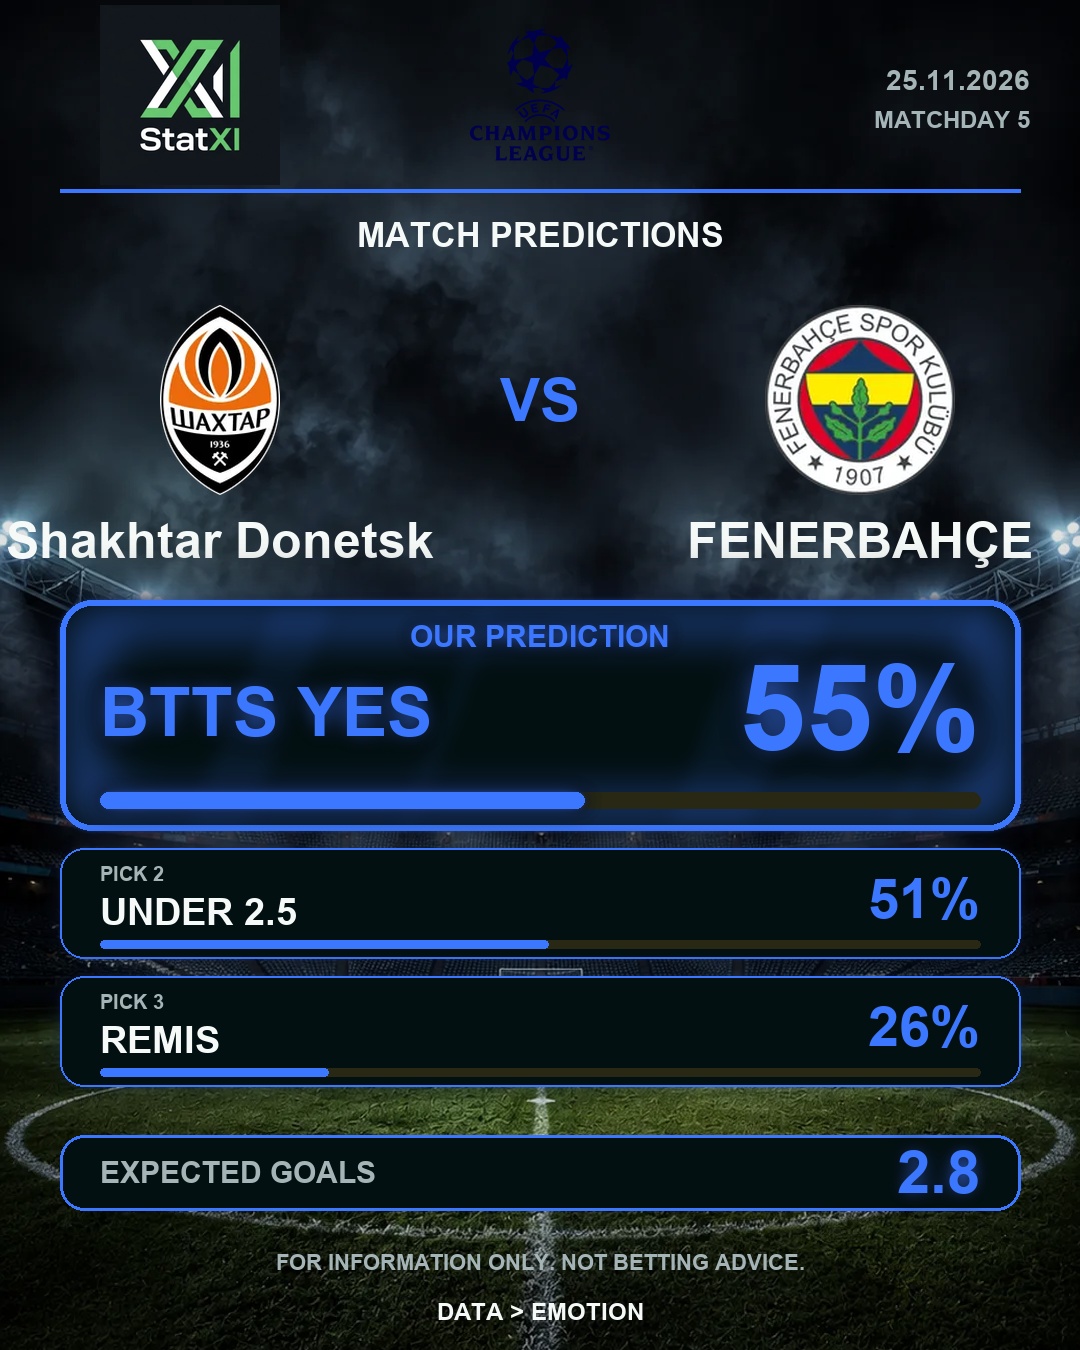 StatXI
UEFA
CHAMPIONS
LEAGUE
25.11.2026
MATCHDAY 5
MATCH PREDICTIONS
ШАХТАР
1936
VS
FENERBAHÇE SPOR KULÜBÜ
1907
Shakhtar Donetsk
FENERBAHÇE
OUR PREDICTION
BTTS YES
55%
PICK 2
UNDER 2.5
51%
PICK 3
REMIS
26%
EXPECTED GOALS
2.8
FOR INFORMATION ONLY. NOT BETTING ADVICE.
DATA > EMOTION